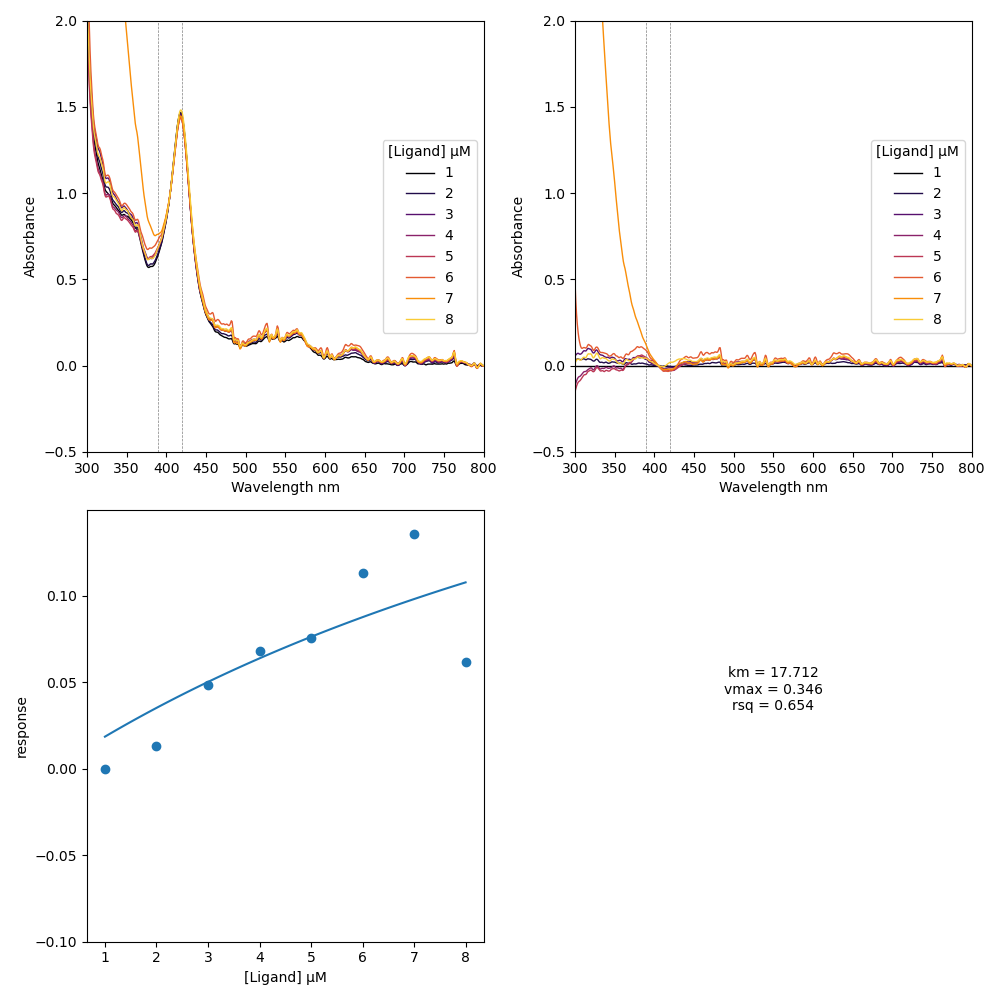 2.0
1.5
1.0
0.5
0.0
−0.5
Absorbance
300 350 400 450 500 550 600 650 700 750 800
Wavelength nm
[Ligand] μM
1
2
3
4
5
6
7
8
2.0
1.5
1.0
0.5
0.0
−0.5
Absorbance
300 350 400 450 500 550 600 650 700 750 800
Wavelength nm
[Ligand] μM
1
2
3
4
5
6
7
8
0.10
0.05
0.00
−0.05
−0.10
response
1 2 3 4 5 6 7 8
[Ligand] μM
km = 17.712
vmax = 0.346
rsq = 0.654